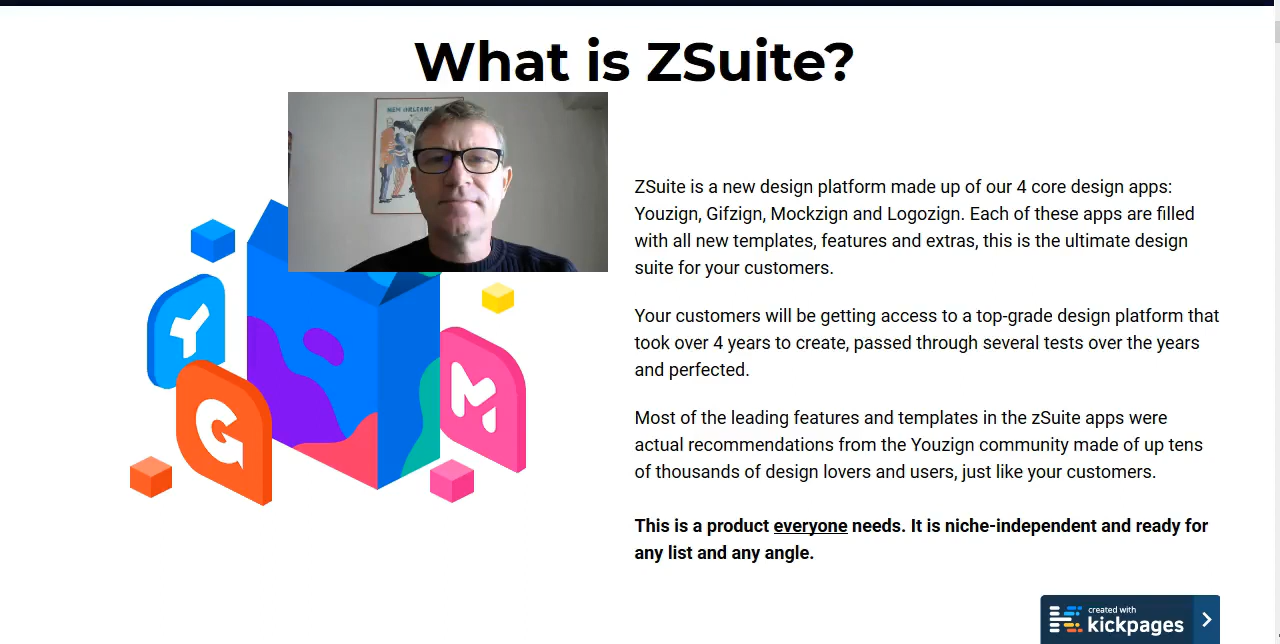 What is ZSuite?
NEW ORLEANS
ZSuite is a new design platform made up of our 4 core design apps:
Youzign, Gifzign, Mockzign and Logozign. Each of these apps are filled
with all new templates, features and extras, this is the ultimate design
suite for your customers.
Y
G
M
Your customers will be getting access to a top-grade design platform that
took over 4 years to create, passed through several tests over the years
and perfected.
Most of the leading features and templates in the zSuite apps were
actual recommendations from the Youzign community made of up tens
of thousands of design lovers and users, just like your customers.
This is a product everyone needs. It is niche-independent and ready for
any list and any angle.
created with
kickpages